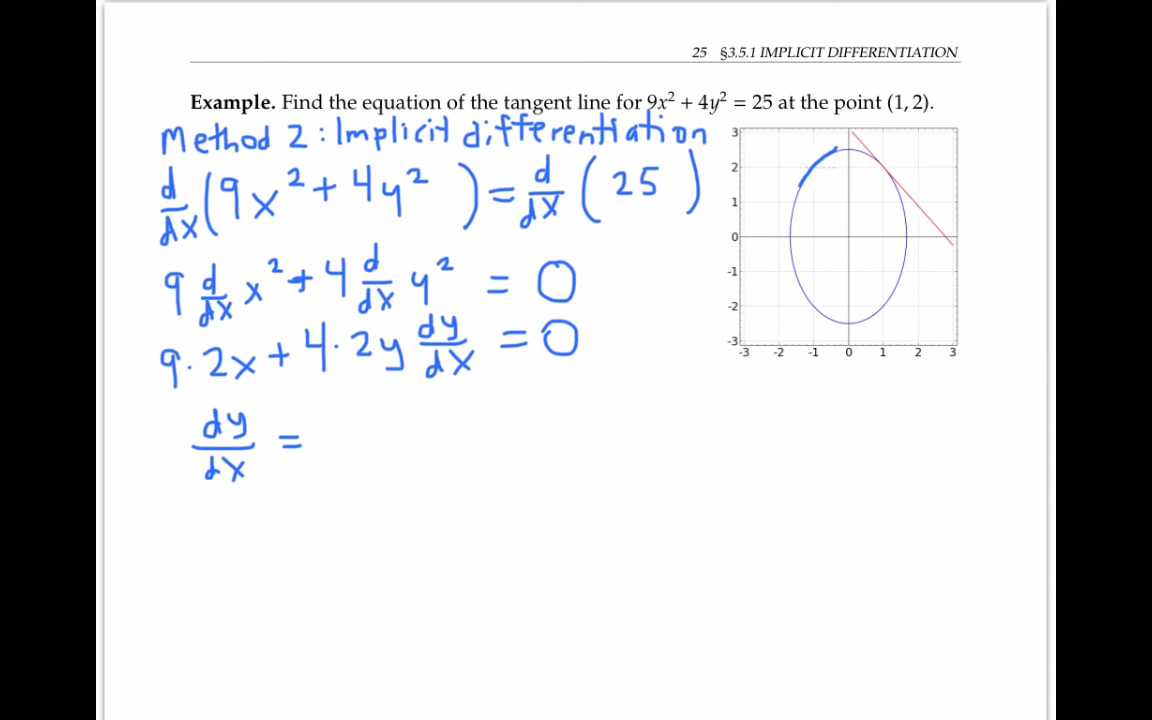 25 §3.5.1 IMPLICIT DIFFERENTIATION
Example. Find the equation of the tangent line for 9x² + 4y² = 25 at the point (1, 2).
Method 2 : Implicit differentiation
d/dx (9x² + 4y²) = d/dx (25)
9 d/dx x² + 4 d/dx y² = 0
9 · 2x + 4 · 2y dy/dx = 0
dy/dx =
3
2
1
0
-1
-2
-3
-3 -2 -1 0 1 2 3